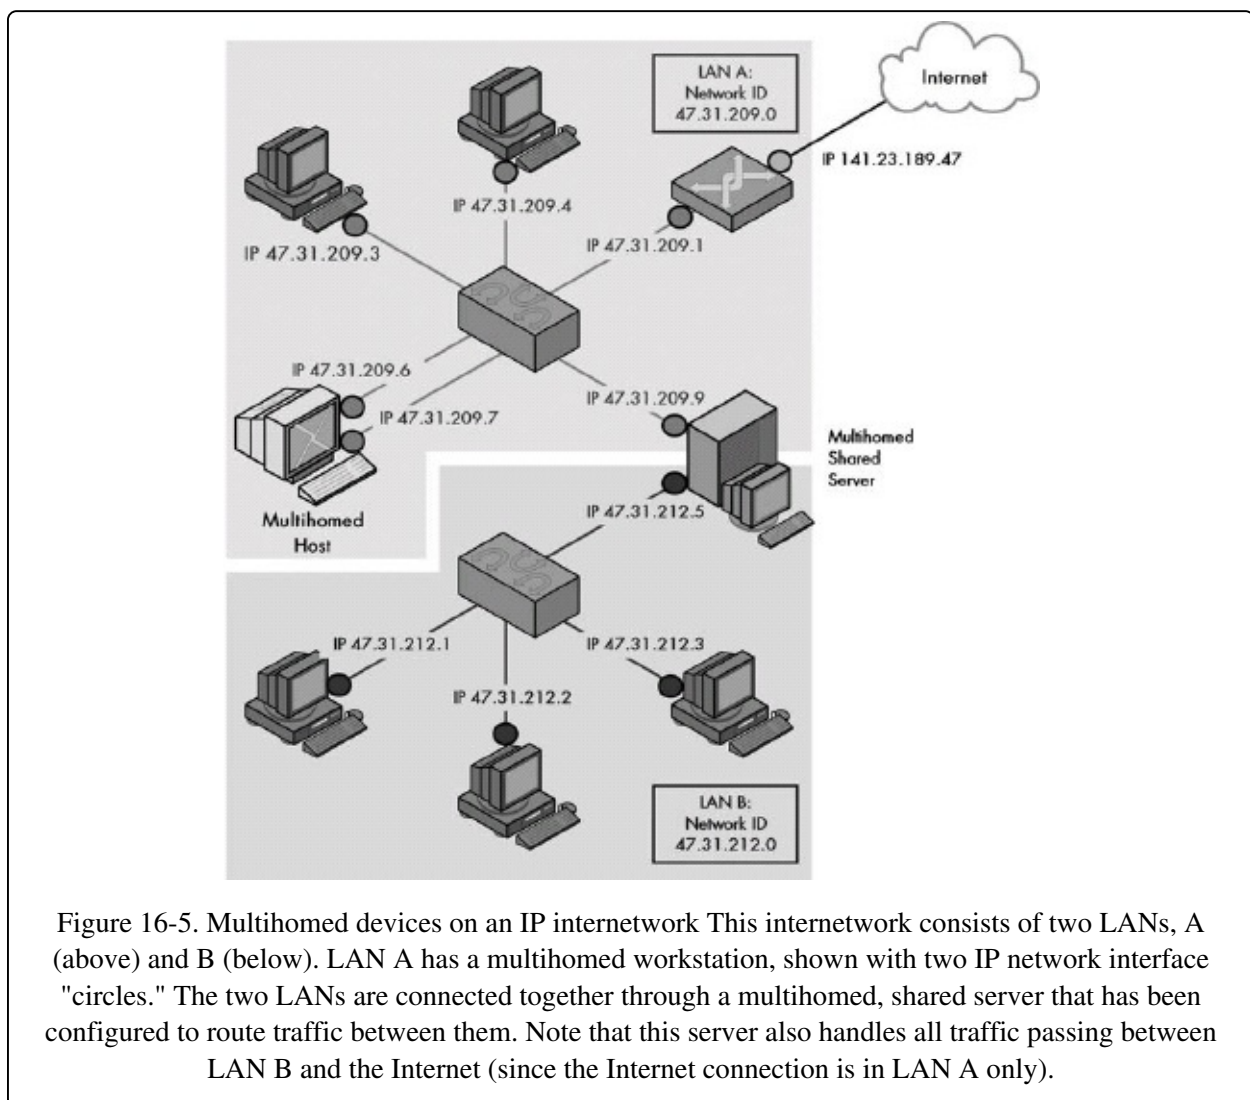 LAN A:
Network ID
47.31.209.0
Internet
IP 141.23.189.47
IP 47.31.209.4
IP 47.31.209.1
IP 47.31.209.3
IP 47.31.209.6
IP 47.31.209.7
IP 47.31.209.9
Multihomed
Shared
Server
Multihomed
Host
IP 47.31.212.5
IP 47.31.212.1
IP 47.31.212.3
IP 47.31.212.2
LAN B:
Network ID
47.31.212.0
Figure 16-5. Multihomed devices on an IP internetwork This internetwork consists of two LANs, A
(above) and B (below). LAN A has a multihomed workstation, shown with two IP network interface
"circles." The two LANs are connected together through a multihomed, shared server that has been
configured to route traffic between them. Note that this server also handles all traffic passing between
LAN B and the Internet (since the Internet connection is in LAN A only).